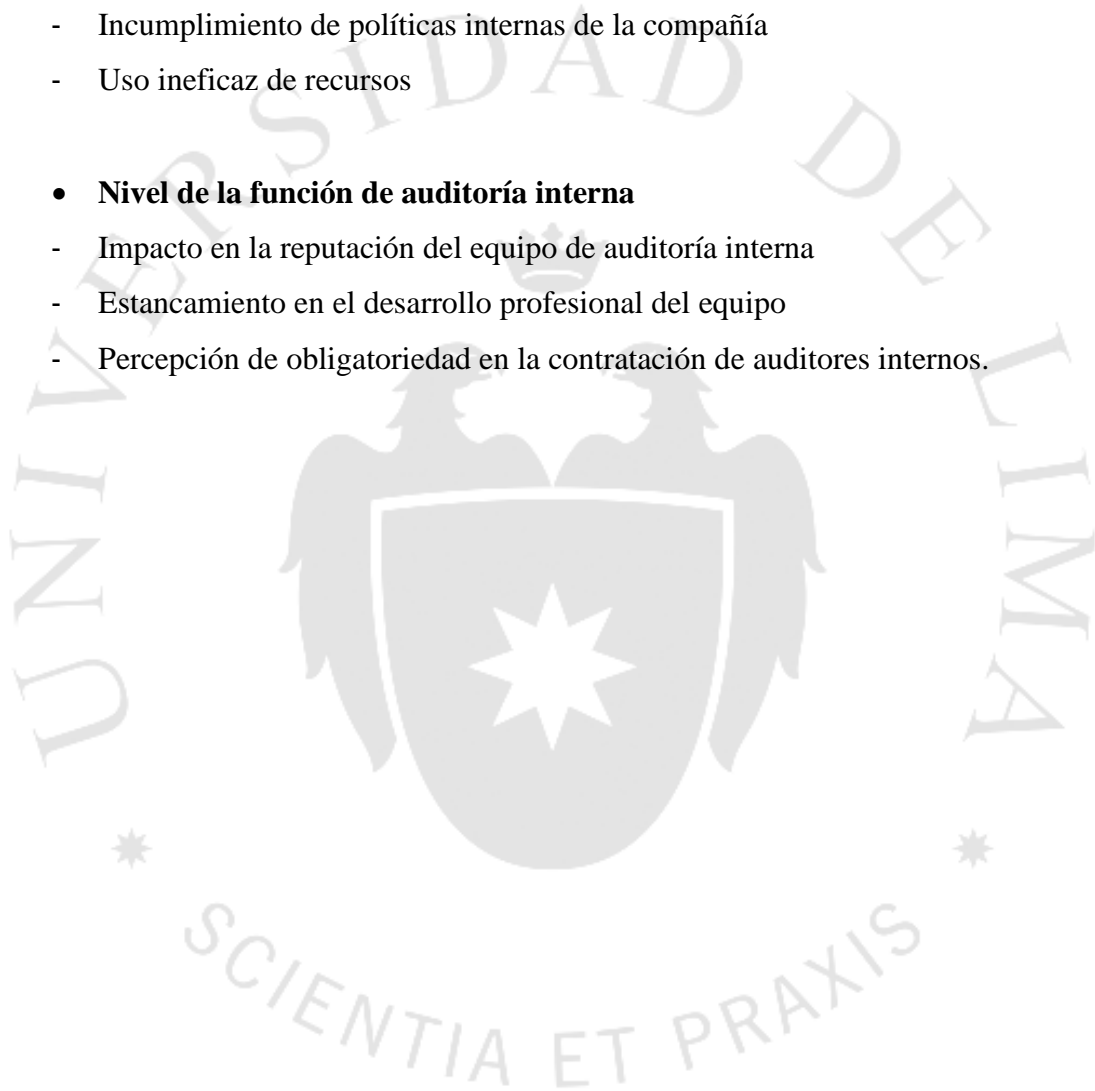 - Incumplimiento de políticas internas de la compañía
- Uso ineficaz de recursos
• Nivel de la función de auditoría interna
- Impacto en la reputación del equipo de auditoría interna
- Estancamiento en el desarrollo profesional del equipo
- Percepción de obligatoriedad en la contratación de auditores internos.
UNIVERSIDAD DE LIMA
SCIENTIA ET PRAXIS